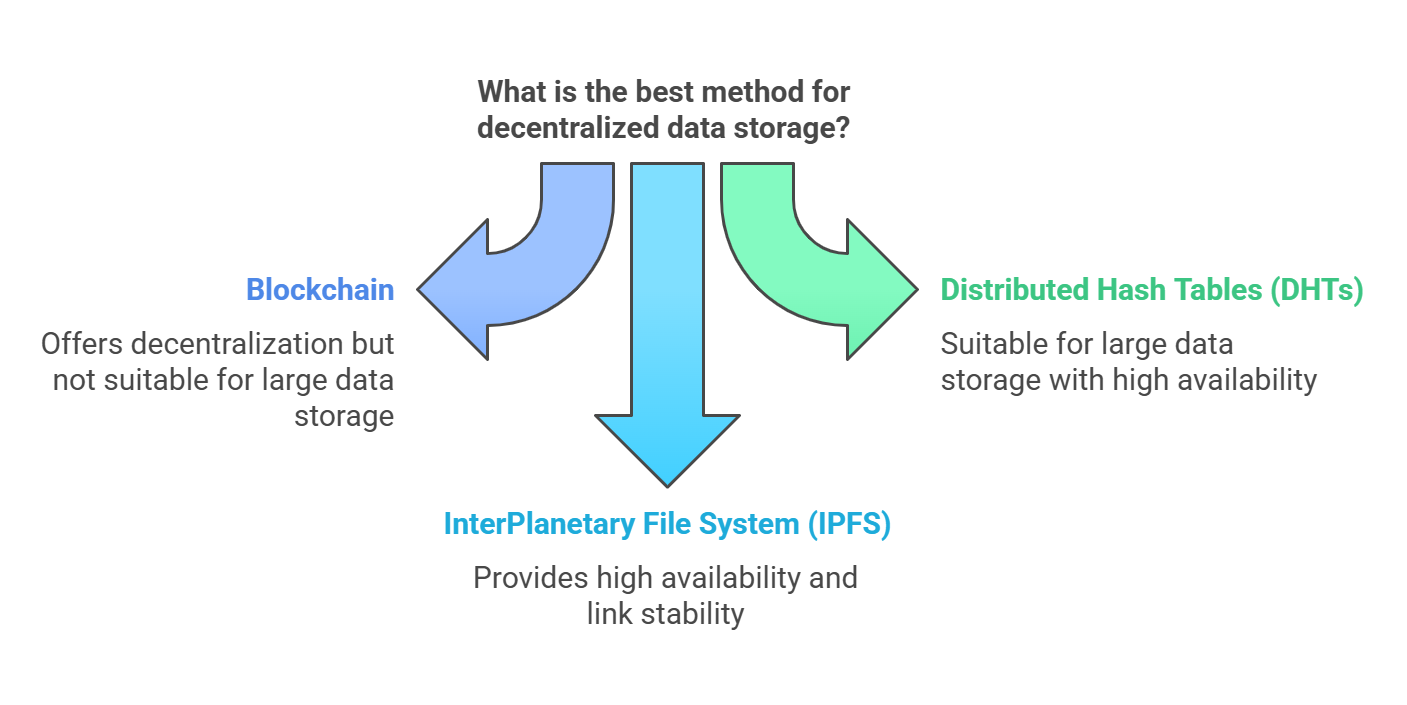 What is the best method for
decentralized data storage?
Blockchain
Offers decentralization but
not suitable for large data
storage
Distributed Hash Tables (DHTs)
Suitable for large data
storage with high availability
InterPlanetary File System (IPFS)
Provides high availability and
link stability